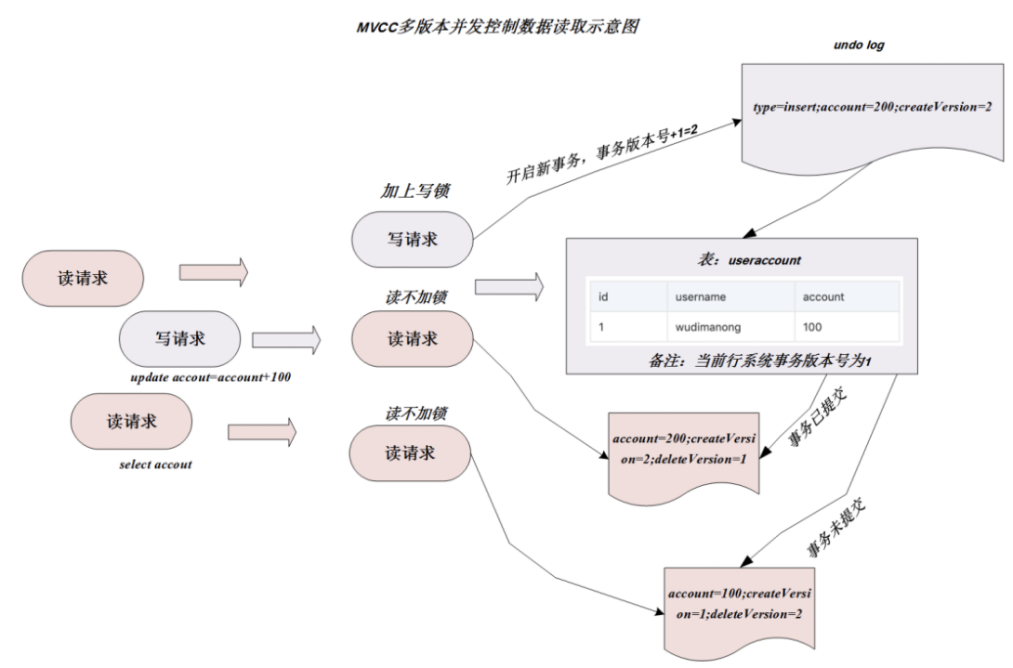 MVCC多版本并发控制数据读取示意图
undo log
type=insert;account=200;createVersion=2
开启新事务，事务版本号+1=2
加上写锁
写请求
读请求
读不加锁
写请求
读请求
update accout=account+100
读请求
select accout
读不加锁
读请求
表：useraccount
id username account
1 wudimanong 100
备注：当前行系统事务版本号为1
事务已提交
account=200;createVersi
on=2;deleteVersion=1
事务未提交
account=100;createVersi
on=1;deleteVersion=2